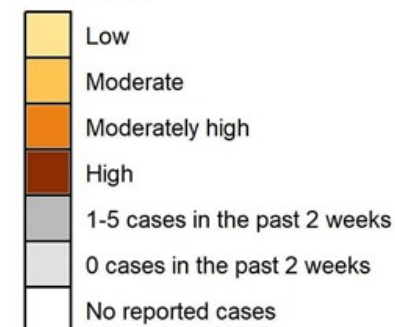 Low
Moderate
Moderately high
High
1-5 cases in the past 2 weeks
0 cases in the past 2 weeks
No reported cases